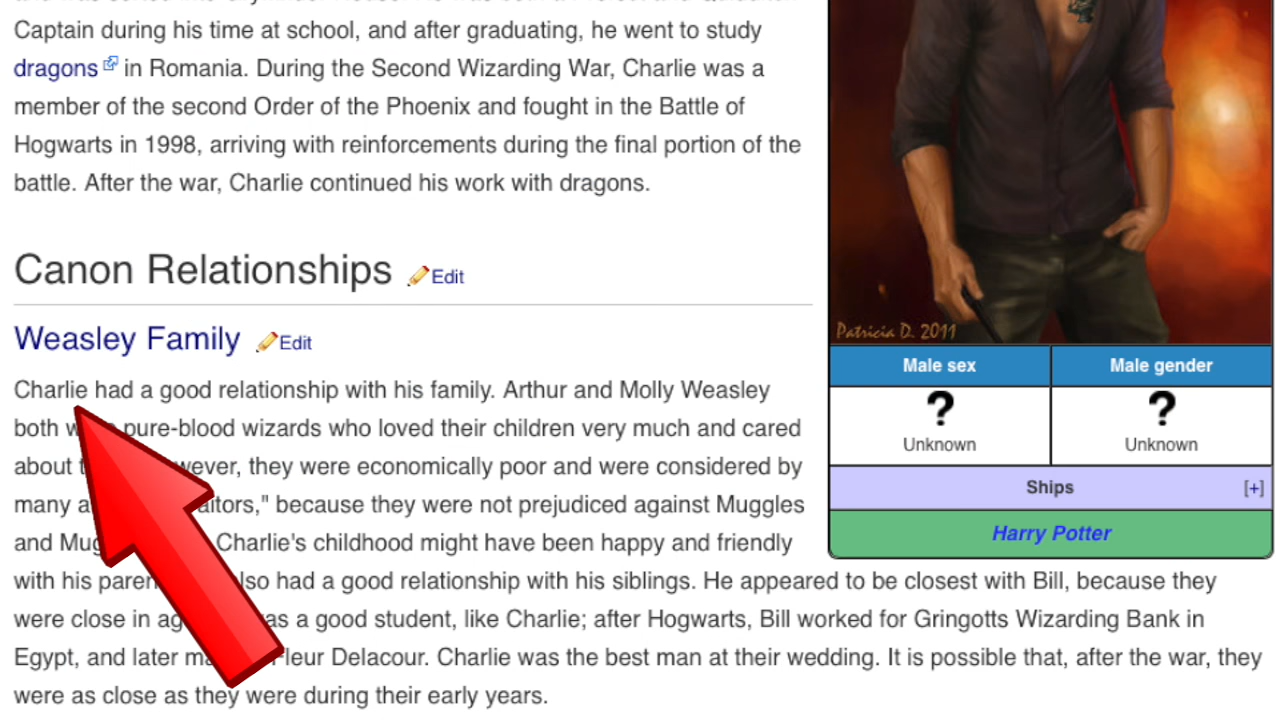 Captain during his time at school, and after graduating, he went to study
dragons in Romania. During the Second Wizarding War, Charlie was a
member of the second Order of the Phoenix and fought in the Battle of
Hogwarts in 1998, arriving with reinforcements during the final portion of the
battle. After the war, Charlie continued his work with dragons.
Canon Relationships Edit
Weasley Family Edit
Charlie had a good relationship with his family. Arthur and Molly Weasley
both pure-blood wizards who loved their children very much and cared
about they were economically poor and were considered by
many because they were not prejudiced against Muggles
and Charlie's childhood might have been happy and friendly
with his had a good relationship with his siblings. He appeared to be closest with Bill, because they
were close in a good student, like Charlie; after Hogwarts, Bill worked for Gringotts Wizarding Bank in
Egypt, and later Fleur Delacour. Charlie was the best man at their wedding. It is possible that, after the war, they
were as close as they were during their early years.
Patricia D. 2011
Male sex
Male gender
?
?
Unknown
Unknown
Ships [+]
Harry Potter